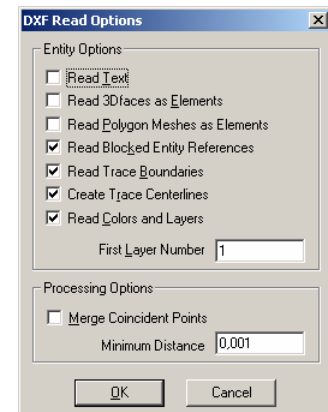 DXF Read Options
Entity Options
Read Text
Read 3Dfaces as Elements
Read Polygon Meshes as Elements
Read Blocked Entity References
Read Trace Boundaries
Create Trace Centerlines
Read Colors and Layers
First Layer Number 1
Processing Options
Merge Coincident Points
Minimum Distance 0,001
OK Cancel